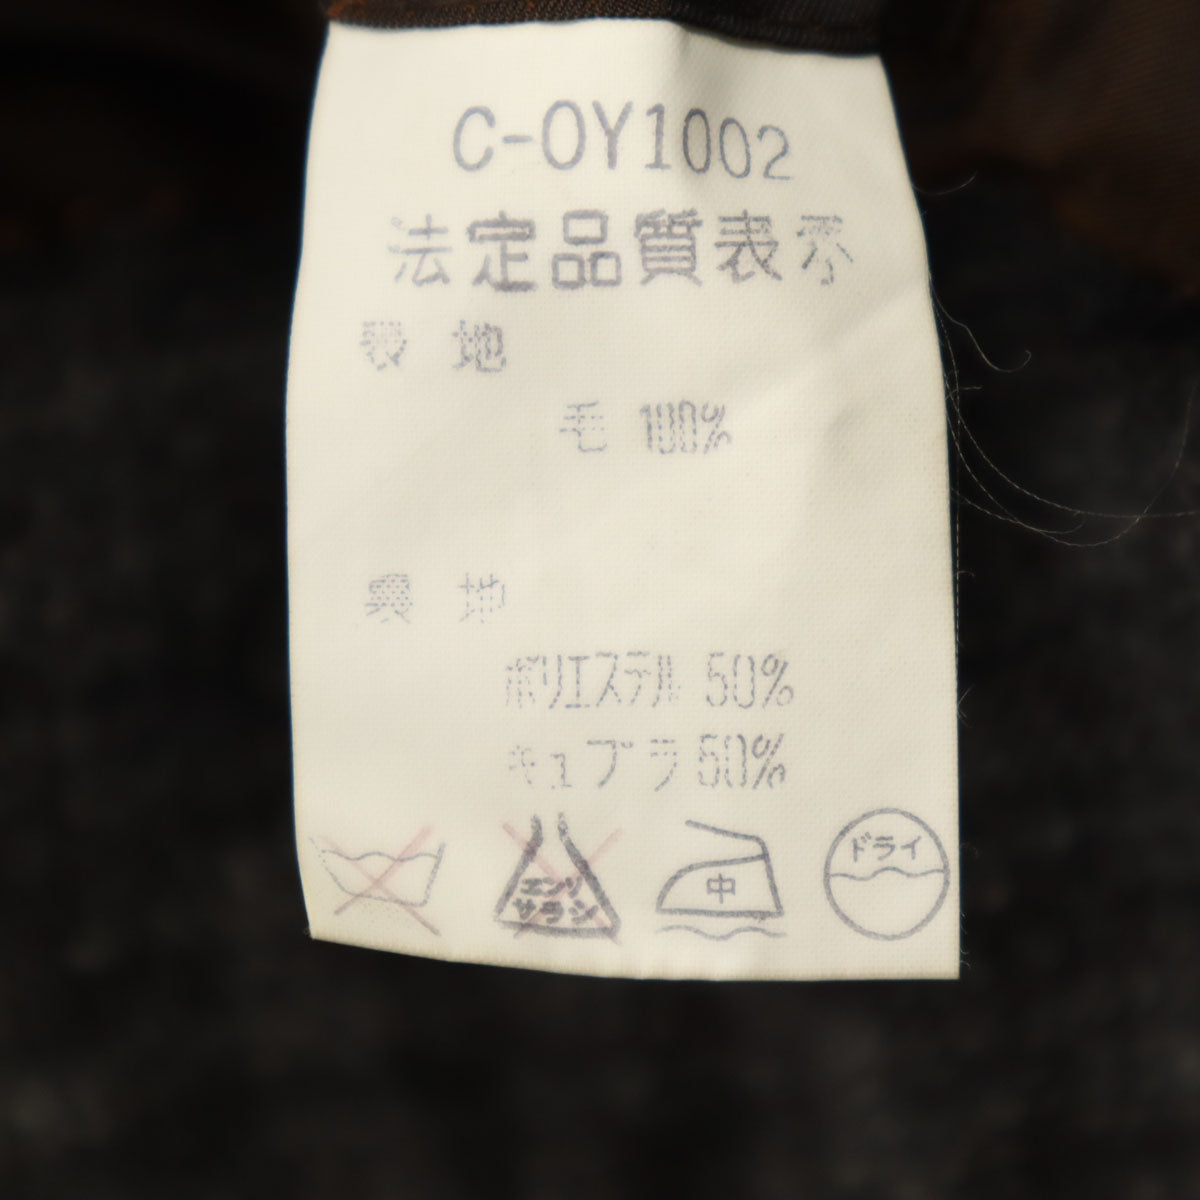 C-OY1002
法定品質表示
表 地
毛 100%
裏 地
ポリエステル 50%
キュプラ 50%
エンソ
サラシ
中
ドライ